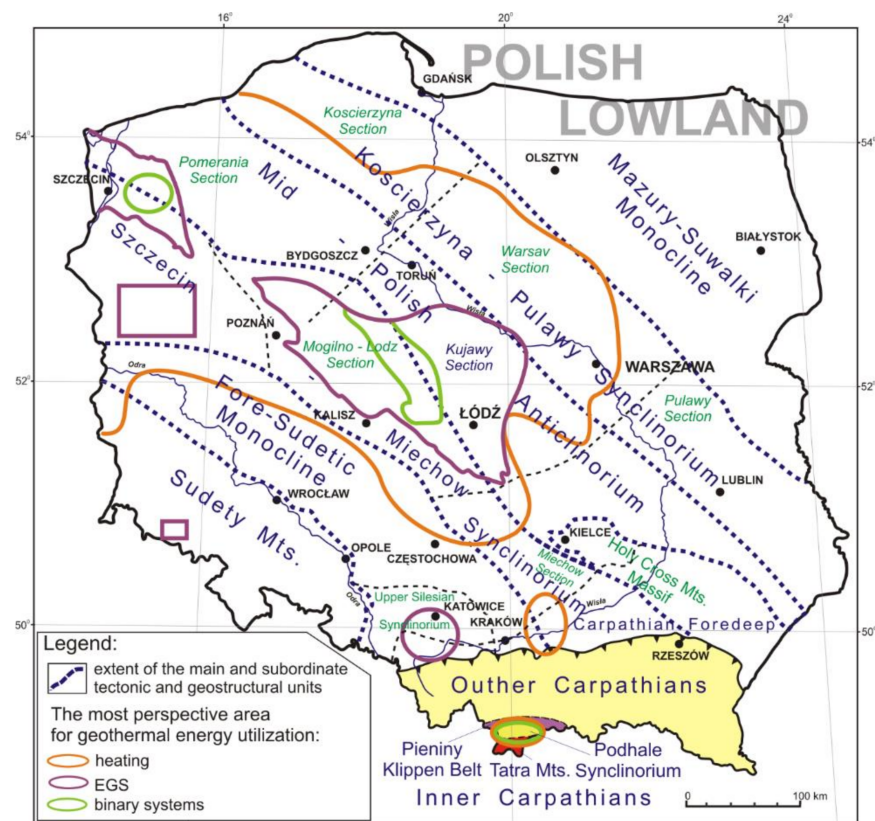 16°
20°
24°
POLISH
LOWLAND
GDAŃSK
54°
54°
Koscierzyna
Section
OLSZTYN
Pomerania
Section
SZCZECIN
Mid - Polish Anticlinorium
Koscierzyna - Pulawy Synclinorium
Mazury-Suwalki
Monocline
BIAŁYSTOK
Wisła
Warsav
Section
Szczecin - Miechow Synclinorium
BYDGOSZCZ
TORUŃ
Wisła
POZNAŃ
Mogilno - Lodz
Section
Kujawy
Section
WARSZAWA
Odra
52°
52°
Pulawy
Section
Fore-Sudetic
Monocline
KALISZ
ŁÓDŹ
LUBLIN
Sudety Mts.
WROCŁAW
KIELCE
Holy Cross Mts.
Massif
OPOLE
CZĘSTOCHOWA
Miechow
Section
Odra
Upper Silesian
Synclinorium
KATOWICE
KRAKÓW
Wisła
Carpathian Foredeep
50°
50°
RZESZÓW
Outher Carpathians
Pieniny
Klippen Belt
Tatra Mts.
Podhale
Synclinorium
Inner Carpathians
0
100 km
Legend:
extent of the main and subordinate
tectonic and geostructural units
The most perspective area
for geothermal energy utilization:
heating
EGS
binary systems